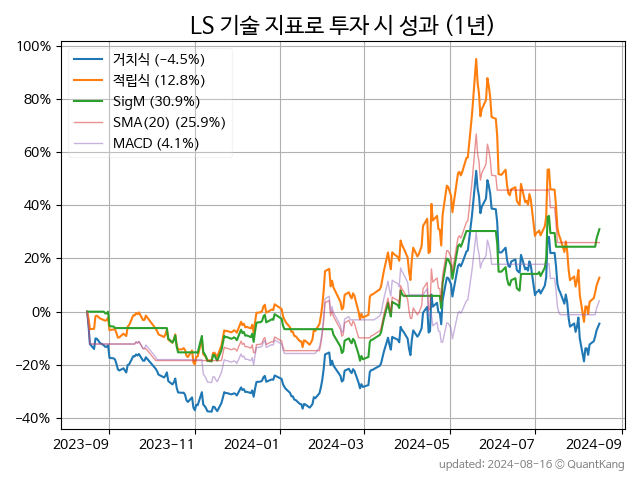 LS 기술 지표로 투자 시 성과 (1년)
거치식 (−4.5%)
적립식 (12.8%)
SigM (30.9%)
SMA(20) (25.9%)
MACD (4.1%)
100%
80%
60%
40%
20%
0%
−20%
−40%
2023-09 2023-11 2024-01 2024-03 2024-05 2024-07 2024-09
updated: 2024-08-16 © QuantKang